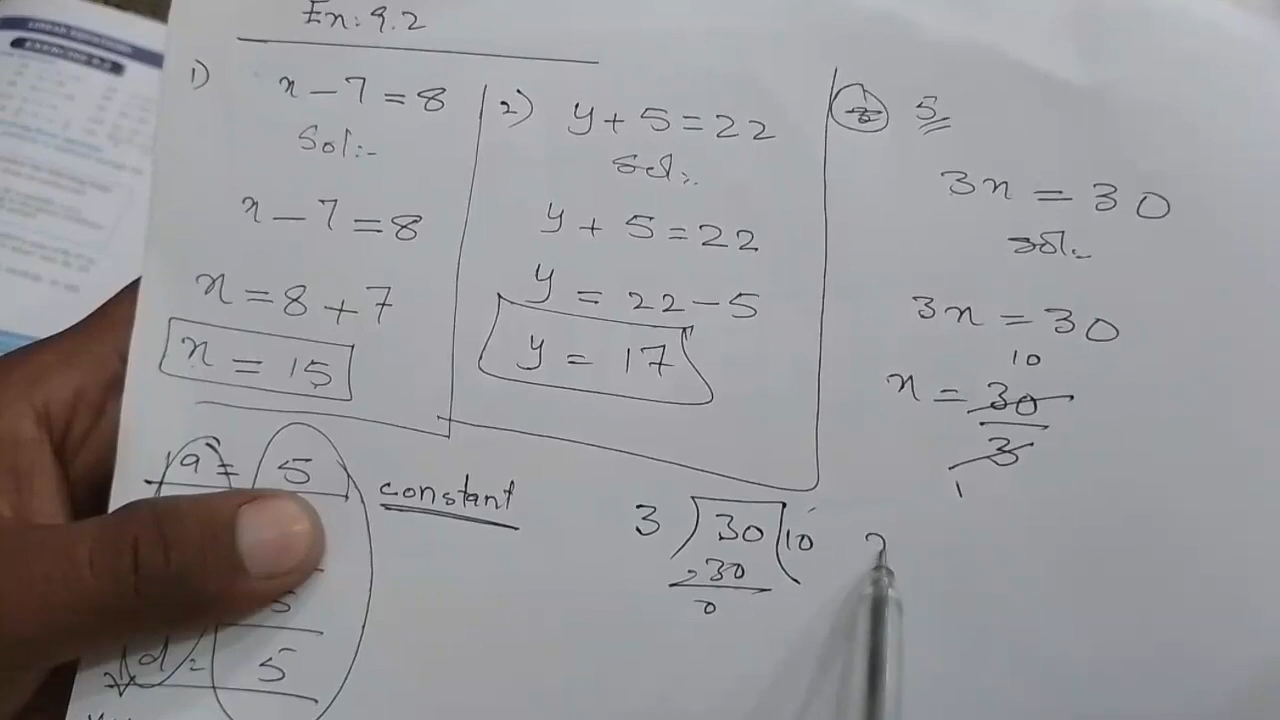 Ex: 9.2
1) x - 7 = 8
Sol:-
x - 7 = 8
x = 8 + 7
x = 15
2) y + 5 = 22
Sol:-
y + 5 = 22
y = 22 - 5
y = 17
5
3x = 30
Sol:-
3x = 30
10
x = 30
3
1
a = 5
constant
5
d = 5
3 ) 30 ( 10
- 30
0